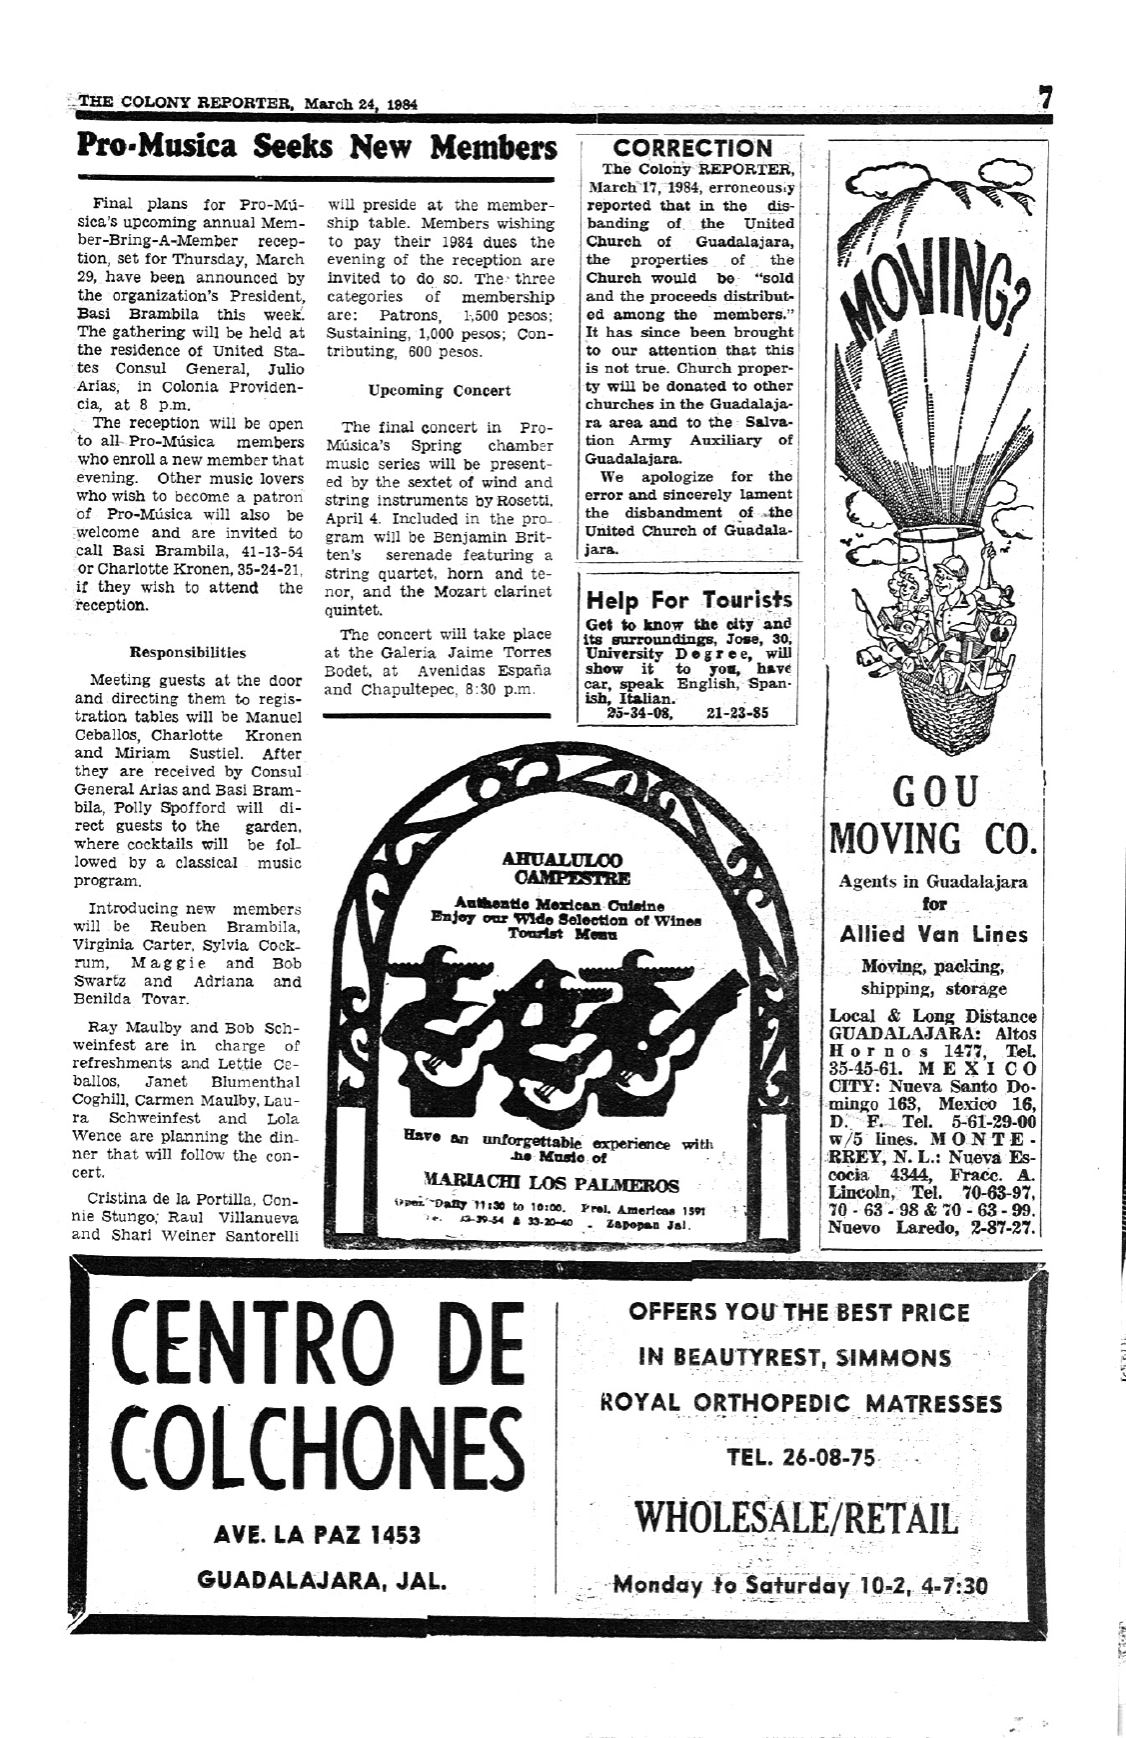 THE COLONY REPORTER, March 24, 1984
7
Pro-Musica Seeks New Members
Final plans for Pro-Mú-
sica's upcoming annual Mem-
ber-Bring-A-Member recep-
tion, set for Thursday, March
29, have been announced by
the organization's President,
Basi Brambila this week.
The gathering will be held at
the residence of United Sta-
tes Consul General, Julio
Arias, in Colonia Providen-
cia, at 8 p.m.
The reception will be open
to all Pro-Música members
who enroll a new member that
evening. Other music lovers
who wish to become a patron
of Pro-Música will also be
welcome and are invited to
call Basi Brambila, 41-13-54
or Charlotte Kronen, 35-24-21,
if they wish to attend the
reception.
Responsibilities
Meeting guests at the door
and directing them to regis-
tration tables will be Manuel
Ceballos, Charlotte Kronen
and Miriam Sustiel. After
they are received by Consul
General Arias and Basi Bram-
bila, Polly Spofford will di-
rect guests to the garden,
where cocktails will be fol-
lowed by a classical music
program.
Introducing new members
will be Reuben Brambila,
Virginia Carter, Sylvia Cock-
rum, Maggie and Bob
Swartz and Adriana and
Benilda Tovar.
Ray Maulby and Bob Sch-
weinfest are in charge of
refreshments and Lettie Ce-
ballos, Janet Blumenthal
Coghill, Carmen Maulby, Lau-
ra Schweinfest and Lola
Wence are planning the din-
ner that will follow the con-
cert.
Cristina de la Portilla, Con-
nie Stungo, Raul Villanueva
and Shari Weiner Santorelli
will preside at the member-
ship table. Members wishing
to pay their 1984 dues the
evening of the reception are
invited to do so. The three
categories of membership
are: Patrons, 1,500 pesos;
Sustaining, 1,000 pesos; Con-
tributing, 600 pesos.
Upcoming Concert
The final concert in Pro-
Música's Spring chamber
music series will be present-
ed by the sextet of wind and
string instruments by Rosetti,
April 4. Included in the pro-
gram will be Benjamin Brit-
ten's serenade featuring a
string quartet, horn and te-
nor, and the Mozart clarinet
quintet.
The concert will take place
at the Galeria Jaime Torres
Bodet, at Avenidas España
and Chapultepec, 8:30 p.m.
CORRECTION
The Colony REPORTER,
March 17, 1984, erroneously
reported that in the dis-
banding of the United
Church of Guadalajara,
the properties of the
Church would be "sold
and the proceeds distribut-
ed among the members."
It has since been brought
to our attention that this
is not true. Church proper-
ty will be donated to other
churches in the Guadalaja-
ra area and to the Salva-
tion Army Auxiliary of
Guadalajara.
We apologize for the
error and sincerely lament
the disbandment of the
United Church of Guadala-
jara.
Help For Tourists
Get to know the city and
its surroundings, Jose, 30,
University Degree, will
show it to you, have
car, speak English, Span-
ish, Italian.
25-34-08, 21-23-85
AHUALULCO
CAMPESTRE
Authentic Mexican Cuisine
Enjoy our Wide Selection of Wines
Tourist Menu
Have an unforgettable experience with
he Music of
MARIACHI LOS PALMEROS
Daily 11:30 to 10:00. Prol. Americas 1591
33-39-54 & 33-20-40 - Zapopan Jal.
MOVING?
GOU
MOVING CO.
Agents in Guadalajara
for
Allied Van Lines
Moving, packing,
shipping, storage
Local & Long Distance
GUADALAJARA: Altos
Hornos 1477, Tel.
35-45-61. MEXICO
CITY: Nueva Santo Do-
mingo 163, Mexico 16,
D. F. Tel. 5-61-29-00
w/5 lines. MONTE-
RREY, N. L.: Nueva Es-
cocia 4344, Fracc. A.
Lincoln, Tel. 70-63-97,
70-63-98 & 70-63-99.
Nuevo Laredo, 2-87-27.
CENTRO DE
COLCHONES
AVE. LA PAZ 1453
GUADALAJARA, JAL.
OFFERS YOU THE BEST PRICE
IN BEAUTYREST, SIMMONS
ROYAL ORTHOPEDIC MATRESSES
TEL. 26-08-75
WHOLESALE/RETAIL
Monday to Saturday 10-2, 4-7:30